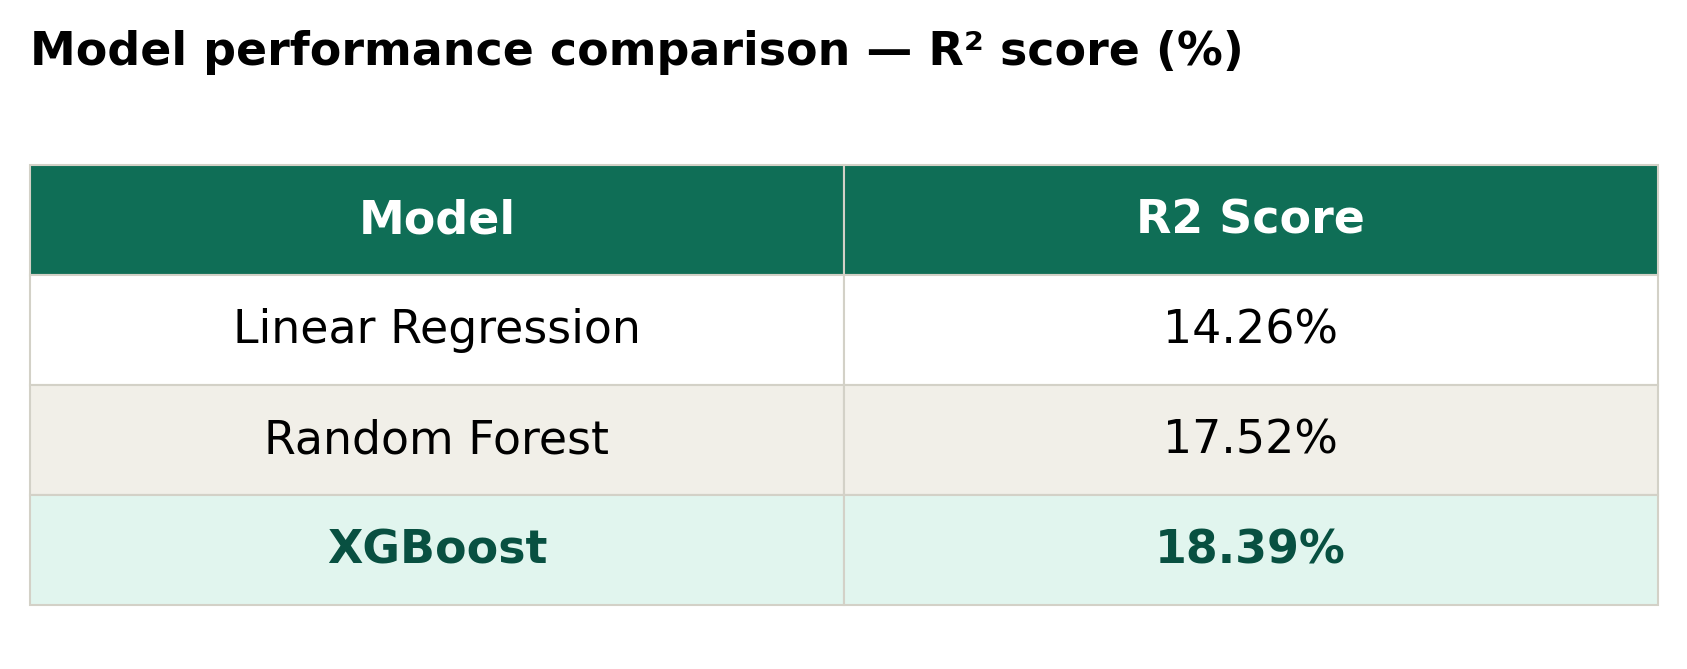 Model performance comparison — R² score (%)
Model R2 Score
Linear Regression 14.26%
Random Forest 17.52%
XGBoost 18.39%